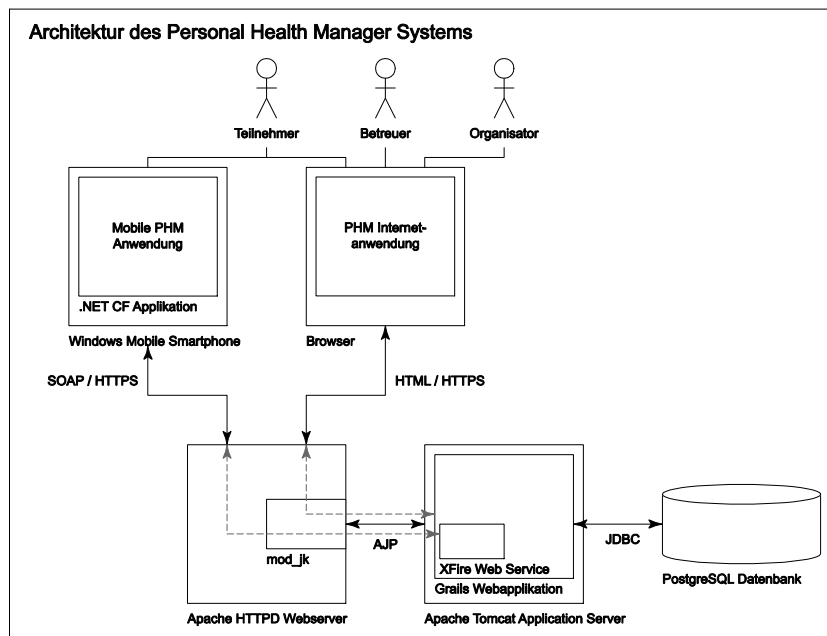 Architektur des Personal Health Manager Systems
Teilnehmer
Betreuer
Organisator
Mobile PHM
Anwendung
PHM Internet-
anwendung
.NET CF Applikation
Windows Mobile Smartphone
Browser
SOAP / HTTPS
HTML / HTTPS
mod_jk
AJP
XFire Web Service
Grails Webapplikation
JDBC
PostgreSQL Datenbank
Apache HTTPD Webserver
Apache Tomcat Application Server